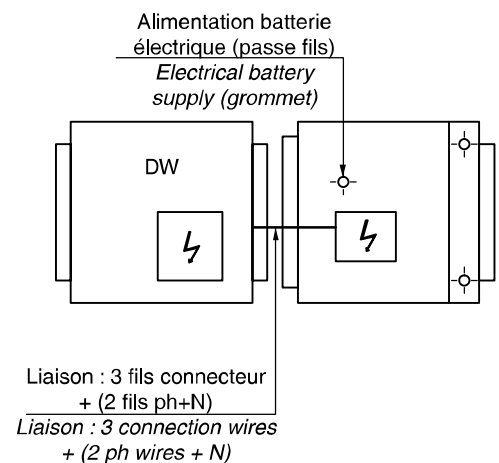 Alimentation batterie
électrique (passe fils)
Electrical battery
supply (grommet)
DW
Liaison : 3 fils connecteur
+ (2 fils ph+N)
Liaison : 3 connection wires
+ (2 ph wires + N)